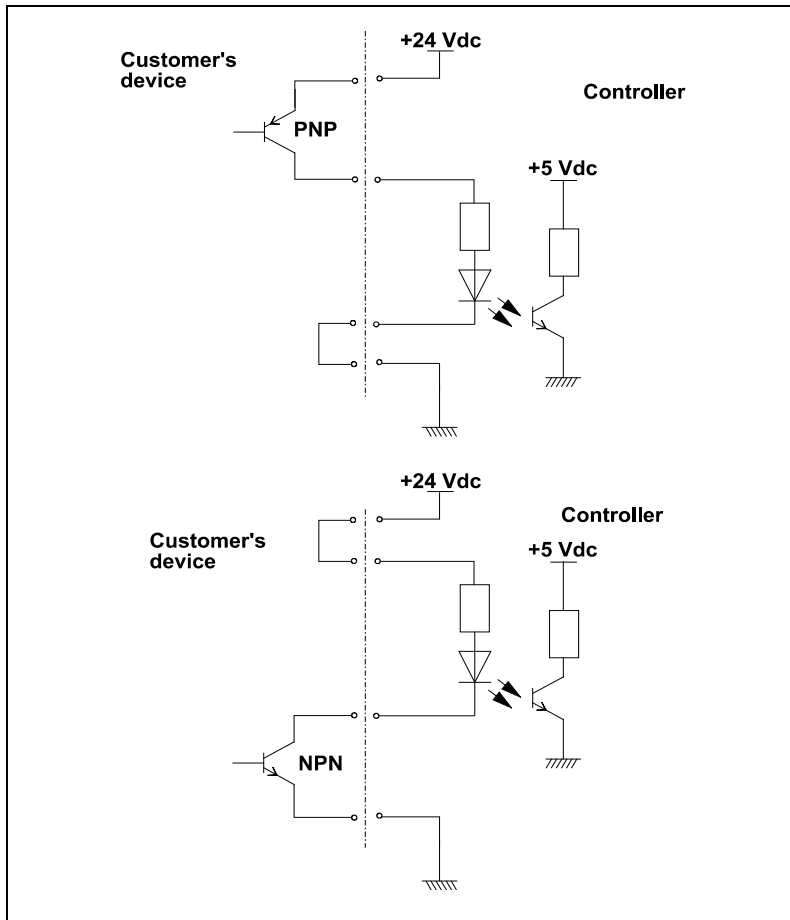 +24 Vdc
Customer's
device
Controller
PNP
+5 Vdc
+24 Vdc
Controller
Customer's
device
+5 Vdc
NPN